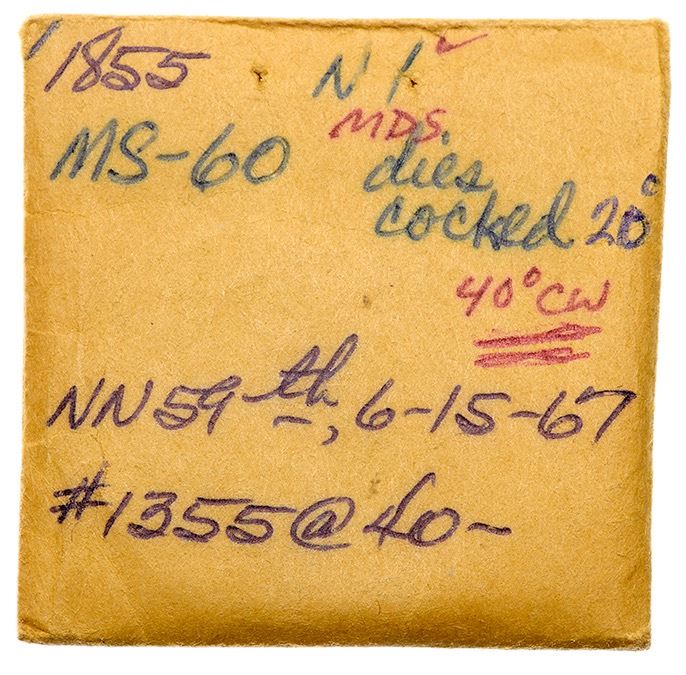 1855 N1 ✓
MDS
MS-60 dies
cocked 20°
40° CW
NN 59th, 6-15-67
#1355 @ 40-